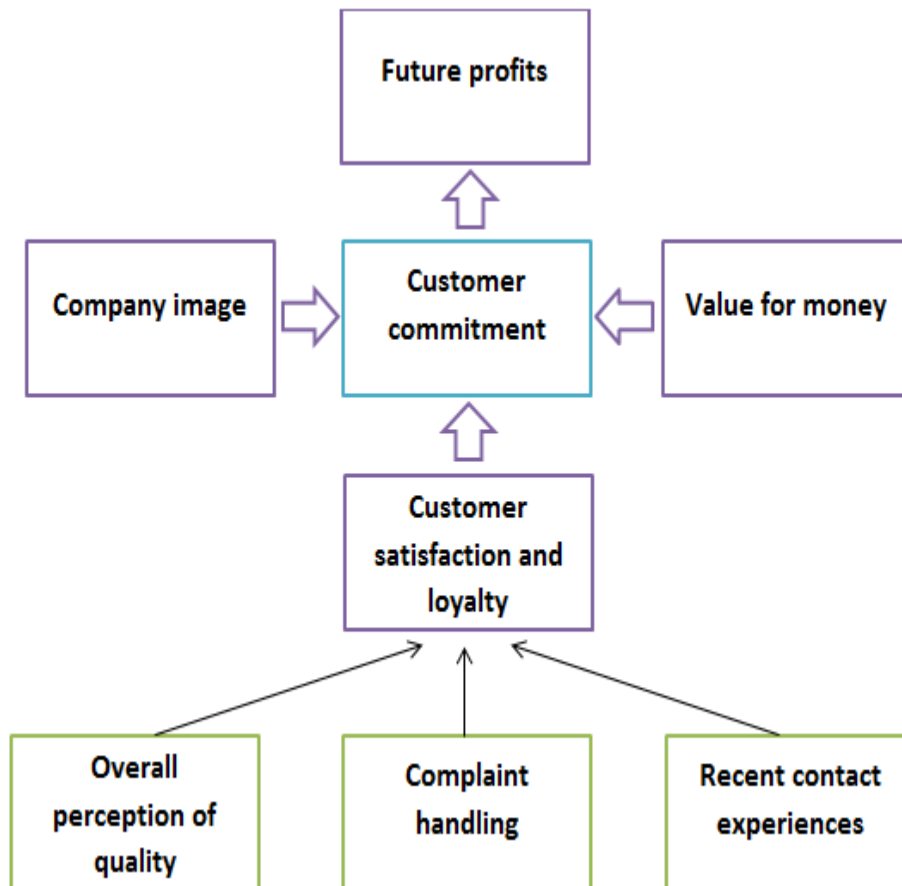 Future profits
Company image
Customer
commitment
Value for money
Customer
satisfaction and
loyalty
Overall
perception of
quality
Complaint
handling
Recent contact
experiences